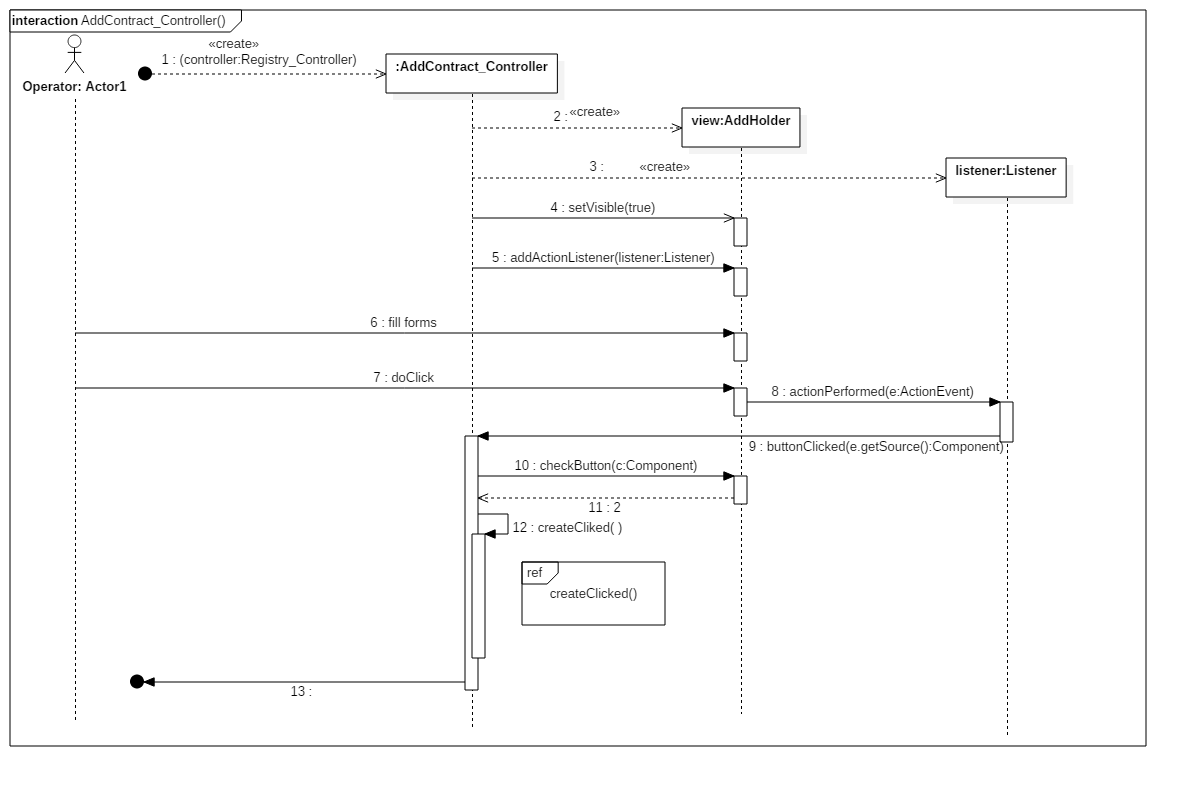 interaction AddContract_Controller()
«create»
1 : (controller:Registry_Controller)
:AddContract_Controller
Operator: Actor1
2 : «create»
view:AddHolder
3 : «create»
listener:Listener
4 : setVisible(true)
5 : addActionListener(listener:Listener)
6 : fill forms
7 : doClick
8 : actionPerformed(e:ActionEvent)
9 : buttonClicked(e.getSource():Component)
10 : checkButton(c:Component)
11 : 2
12 : createCliked( )
ref
createClicked()
13 :